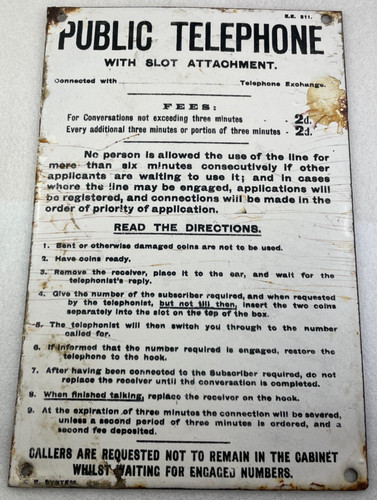 E.E. 811.
PUBLIC TELEPHONE
WITH SLOT ATTACHMENT.
Connected with Telephone Exchange.
FEES:
For Conversations not exceeding three minutes - 2d.
Every additional three minutes or portion of three minutes - 2d.
No person is allowed the use of the line for
more than six minutes consecutively if other
applicants are waiting to use it; and in cases
where the line may be engaged, applications will
be registered, and connections will be made in the
order of priority of application.
READ THE DIRECTIONS.
1. Bent or otherwise damaged coins are not to be used.
2. Have coins ready.
3. Remove the receiver, place it to the ear, and wait for the
telephonist's reply.
4. Give the number of the subscriber required, and when requested
by the telephonist, but not till then, insert the two coins
separately into the slot on the top of the box.
5. The telephonist will then switch you through to the number
called for.
6. If informed that the number required is engaged, restore the
telephone to the hook.
7. After having been connected to the Subscriber required, do not
replace the receiver until the conversation is completed.
8. When finished talking, replace the receiver on the hook.
9. At the expiration of three minutes the connection will be severed,
unless a second period of three minutes is ordered, and a
second fee deposited.
CALLERS ARE REQUESTED NOT TO REMAIN IN THE CABINET
WHILST WAITING FOR ENGAGED NUMBERS.
SYSTEM.